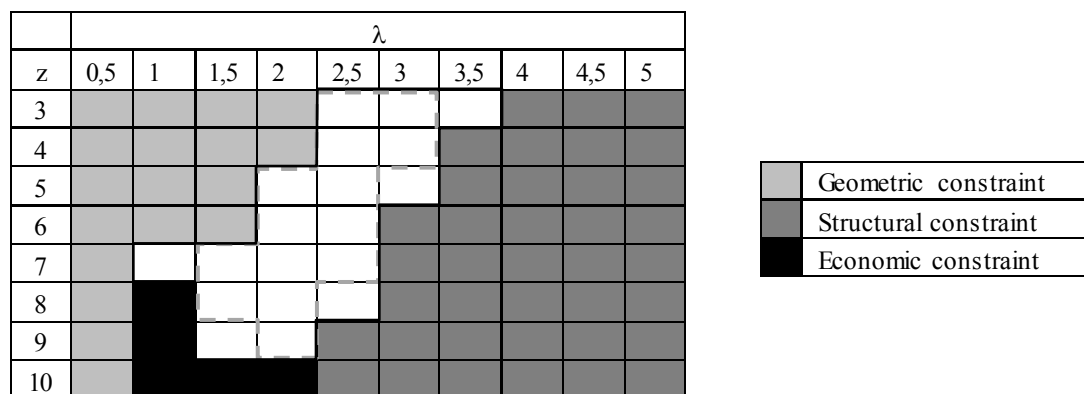 λ
z 0,5 1 1,5 2 2,5 3 3,5 4 4,5 5
3
4
5
6
7
8
9
10
Geometric constraint
Structural constraint
Economic constraint